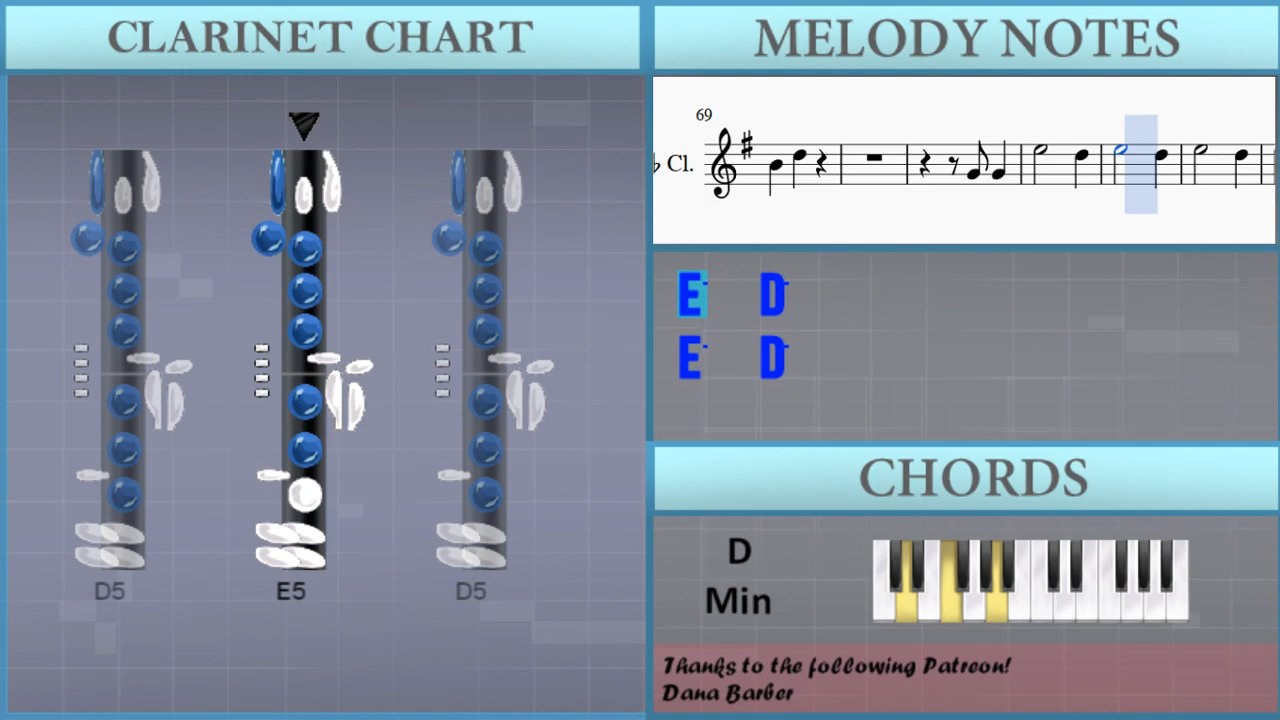 CLARINET CHART
D5 E5 D5
MELODY NOTES
69
♭ Cl.
E- D-
E- D-
CHORDS
D
Min
Thanks to the following Patreon!
Dana Barber